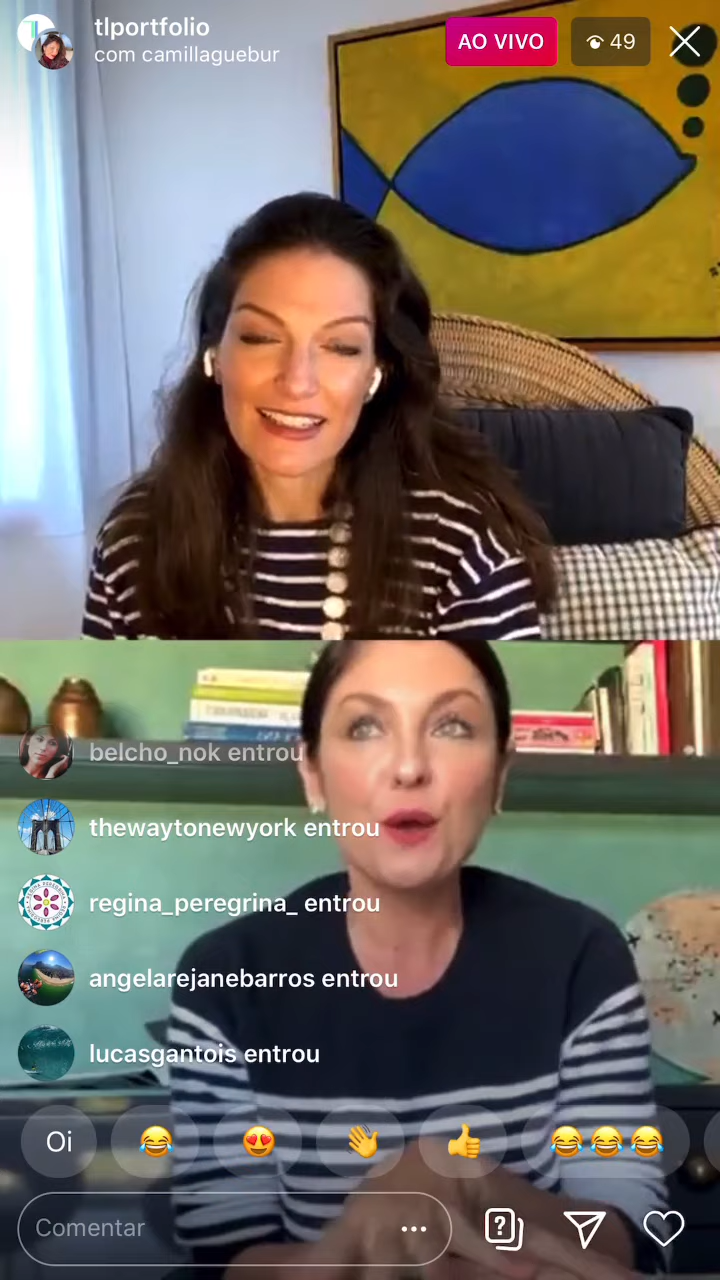 tlportfolio
com camillaguebur
AO VIVO
49
belcho_nok entrou
thewaytonewyork entrou
regina_peregrina_ entrou
angelarejanebarros entrou
lucasgantois entrou
Oi
Comentar